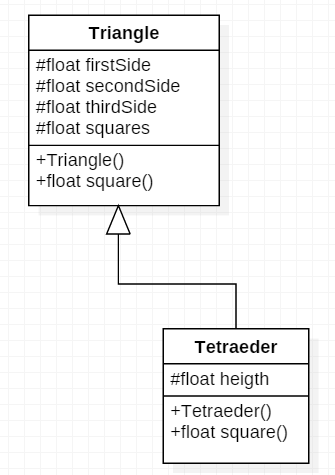 Triangle
#float firstSide
#float secondSide
#float thirdSide
#float squares
+Triangle()
+float square()
Tetraeder
#float heigth
+Tetraeder()
+float square()